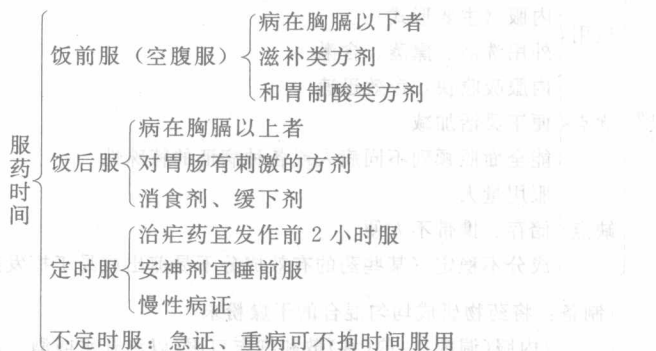 服药时间
饭前服（空腹服）
病在胸膈以下者
滋补类方剂
和胃制酸类方剂
饭后服
病在胸膈以上者
对胃肠有刺激的方剂
消食剂、缓下剂
定时服
治疟药宜发作前2小时服
安神剂宜睡前服
慢性病证
不定时服：急证、重病可不拘时间服用